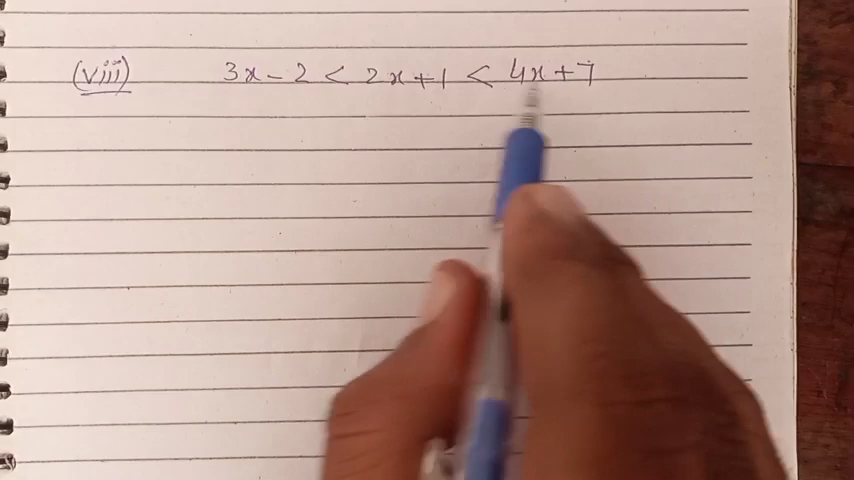 (viii) 3x - 2 < 2x + 1 < 4x + 7